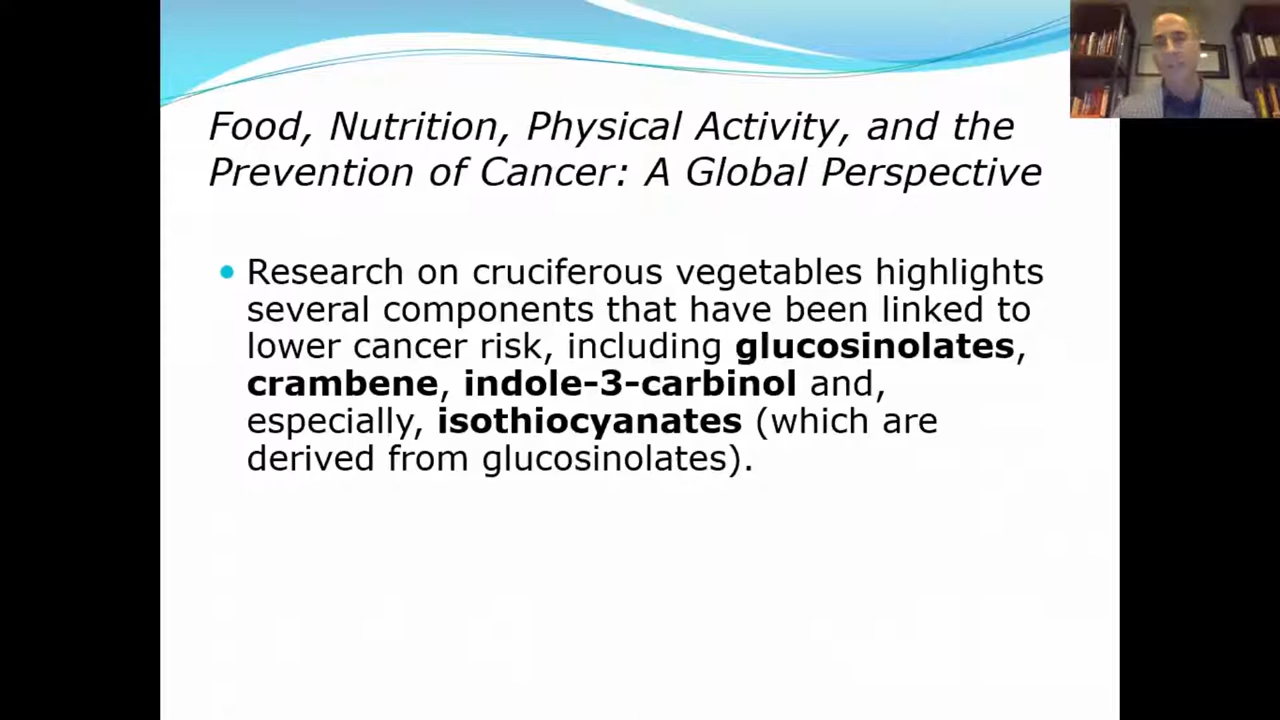 Food, Nutrition, Physical Activity, and the
Prevention of Cancer: A Global Perspective
• Research on cruciferous vegetables highlights
several components that have been linked to
lower cancer risk, including glucosinolates,
crambene, indole-3-carbinol and,
especially, isothiocyanates (which are
derived from glucosinolates).